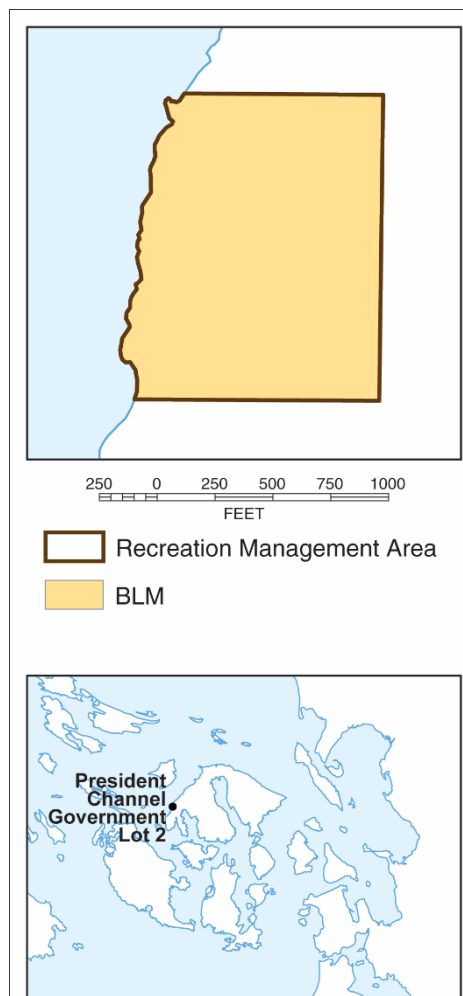 250 0 250 500 750 1000
FEET
Recreation Management Area
BLM
President
Channel
Government
Lot 2